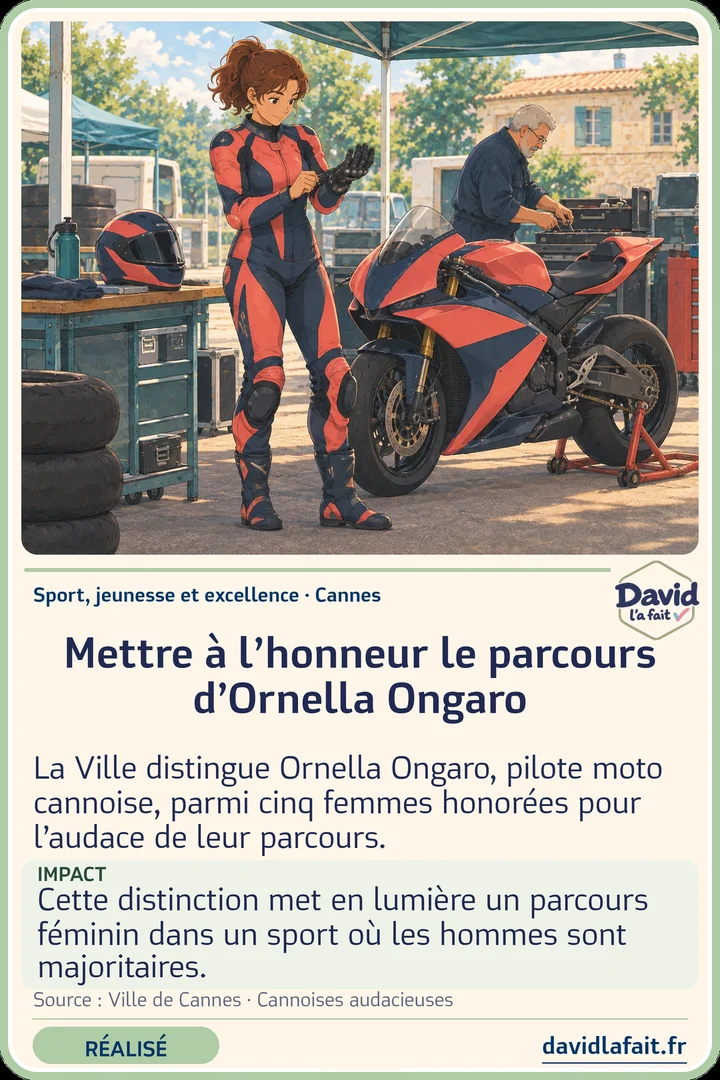 Sport, jeunesse et excellence · Cannes
David
l'a fait
Mettre à l’honneur le parcours
d’Ornella Ongaro
La Ville distingue Ornella Ongaro, pilote moto
cannoise, parmi cinq femmes honorées pour
l’audace de leur parcours.
IMPACT
Cette distinction met en lumière un parcours
féminin dans un sport où les hommes sont
majoritaires.
Source : Ville de Cannes · Cannoises audacieuses
RÉALISÉ
davidlafait.fr